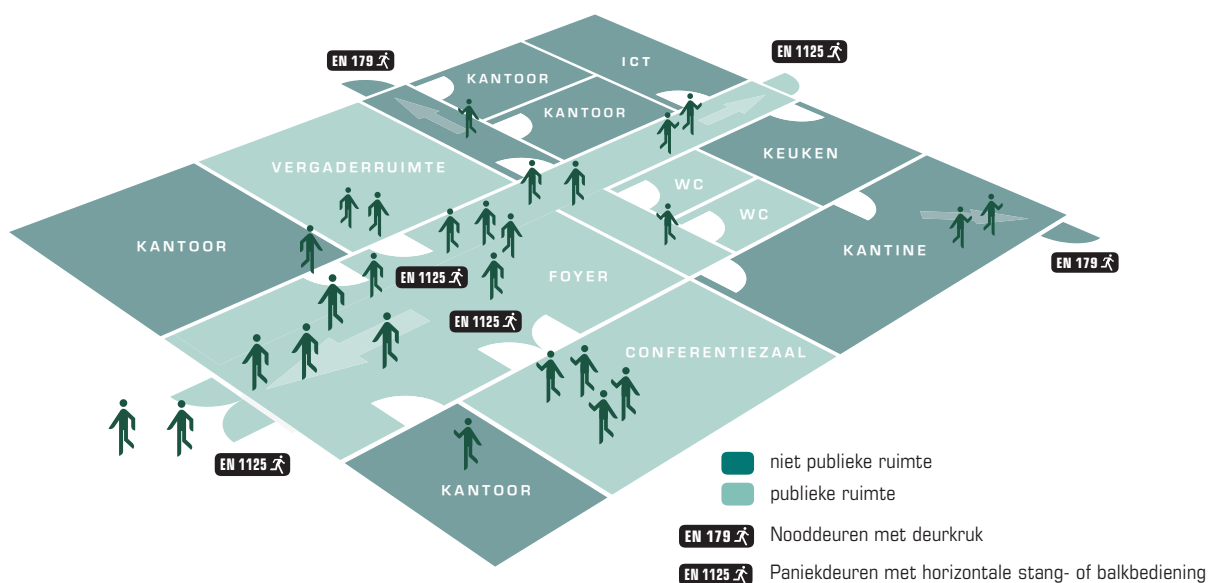 EN 179
EN 1125
ICT
KANTOOR
KANTOOR
KEUKEN
VERGADERRUIMTE
WC
WC
KANTOOR
KANTINE
EN 179
EN 1125
FOYER
EN 1125
CONFERENTIEZAAL
EN 1125
KANTOOR
niet publieke ruimte
publieke ruimte
EN 179 Nooddeuren met deurkruk
EN 1125 Paniekdeuren met horizontale stang- of balkbediening